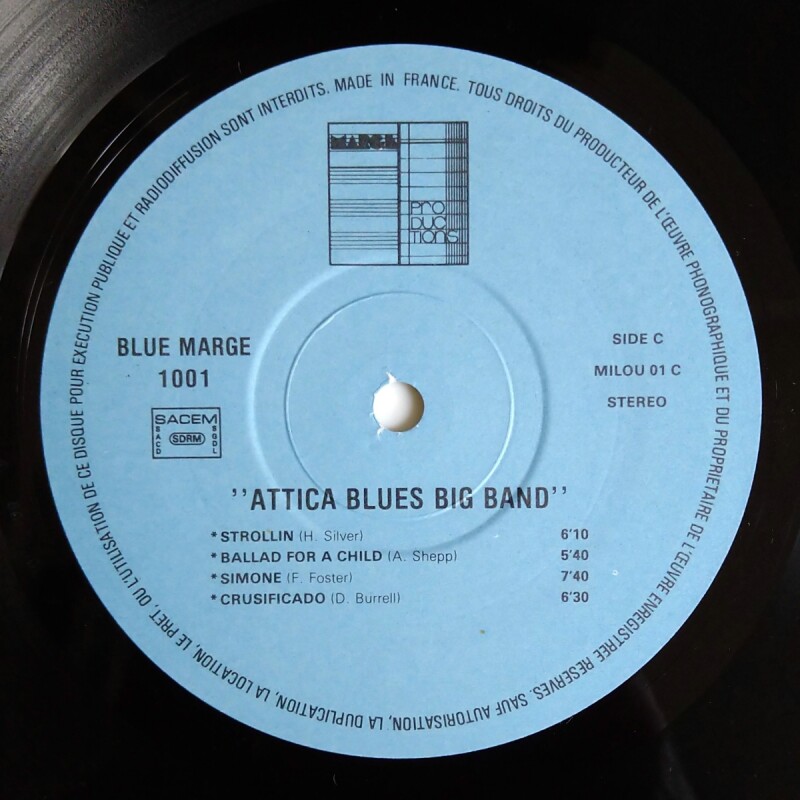 TOUS DROITS DU PRODUCTEUR DE L'ŒUVRE PHONOGRAPHIQUE ET DU PROPRIETAIRE DE L'ŒUVRE ENREGISTREE RESERVES. SAUF AUTORISATION, LA DUPLICATION, LA LOCATION, LE PRET, OU L'UTILISATION DE CE DISQUE POUR EXECUTION PUBLIQUE ET RADIODIFFUSION SONT INTERDITS. MADE IN FRANCE.
MARGE
PRO
DUC
TIONS
BLUE MARGE
1001
SIDE C
MILOU 01 C
STEREO
SACEM
SACD
SDRM
SGDL
"ATTICA BLUES BIG BAND"
* STROLLIN (H. Silver) 6'10
* BALLAD FOR A CHILD (A. Shepp) 5'40
* SIMONE (F. Foster) 7'40
* CRUSIFICADO (D. Burrell) 6'30